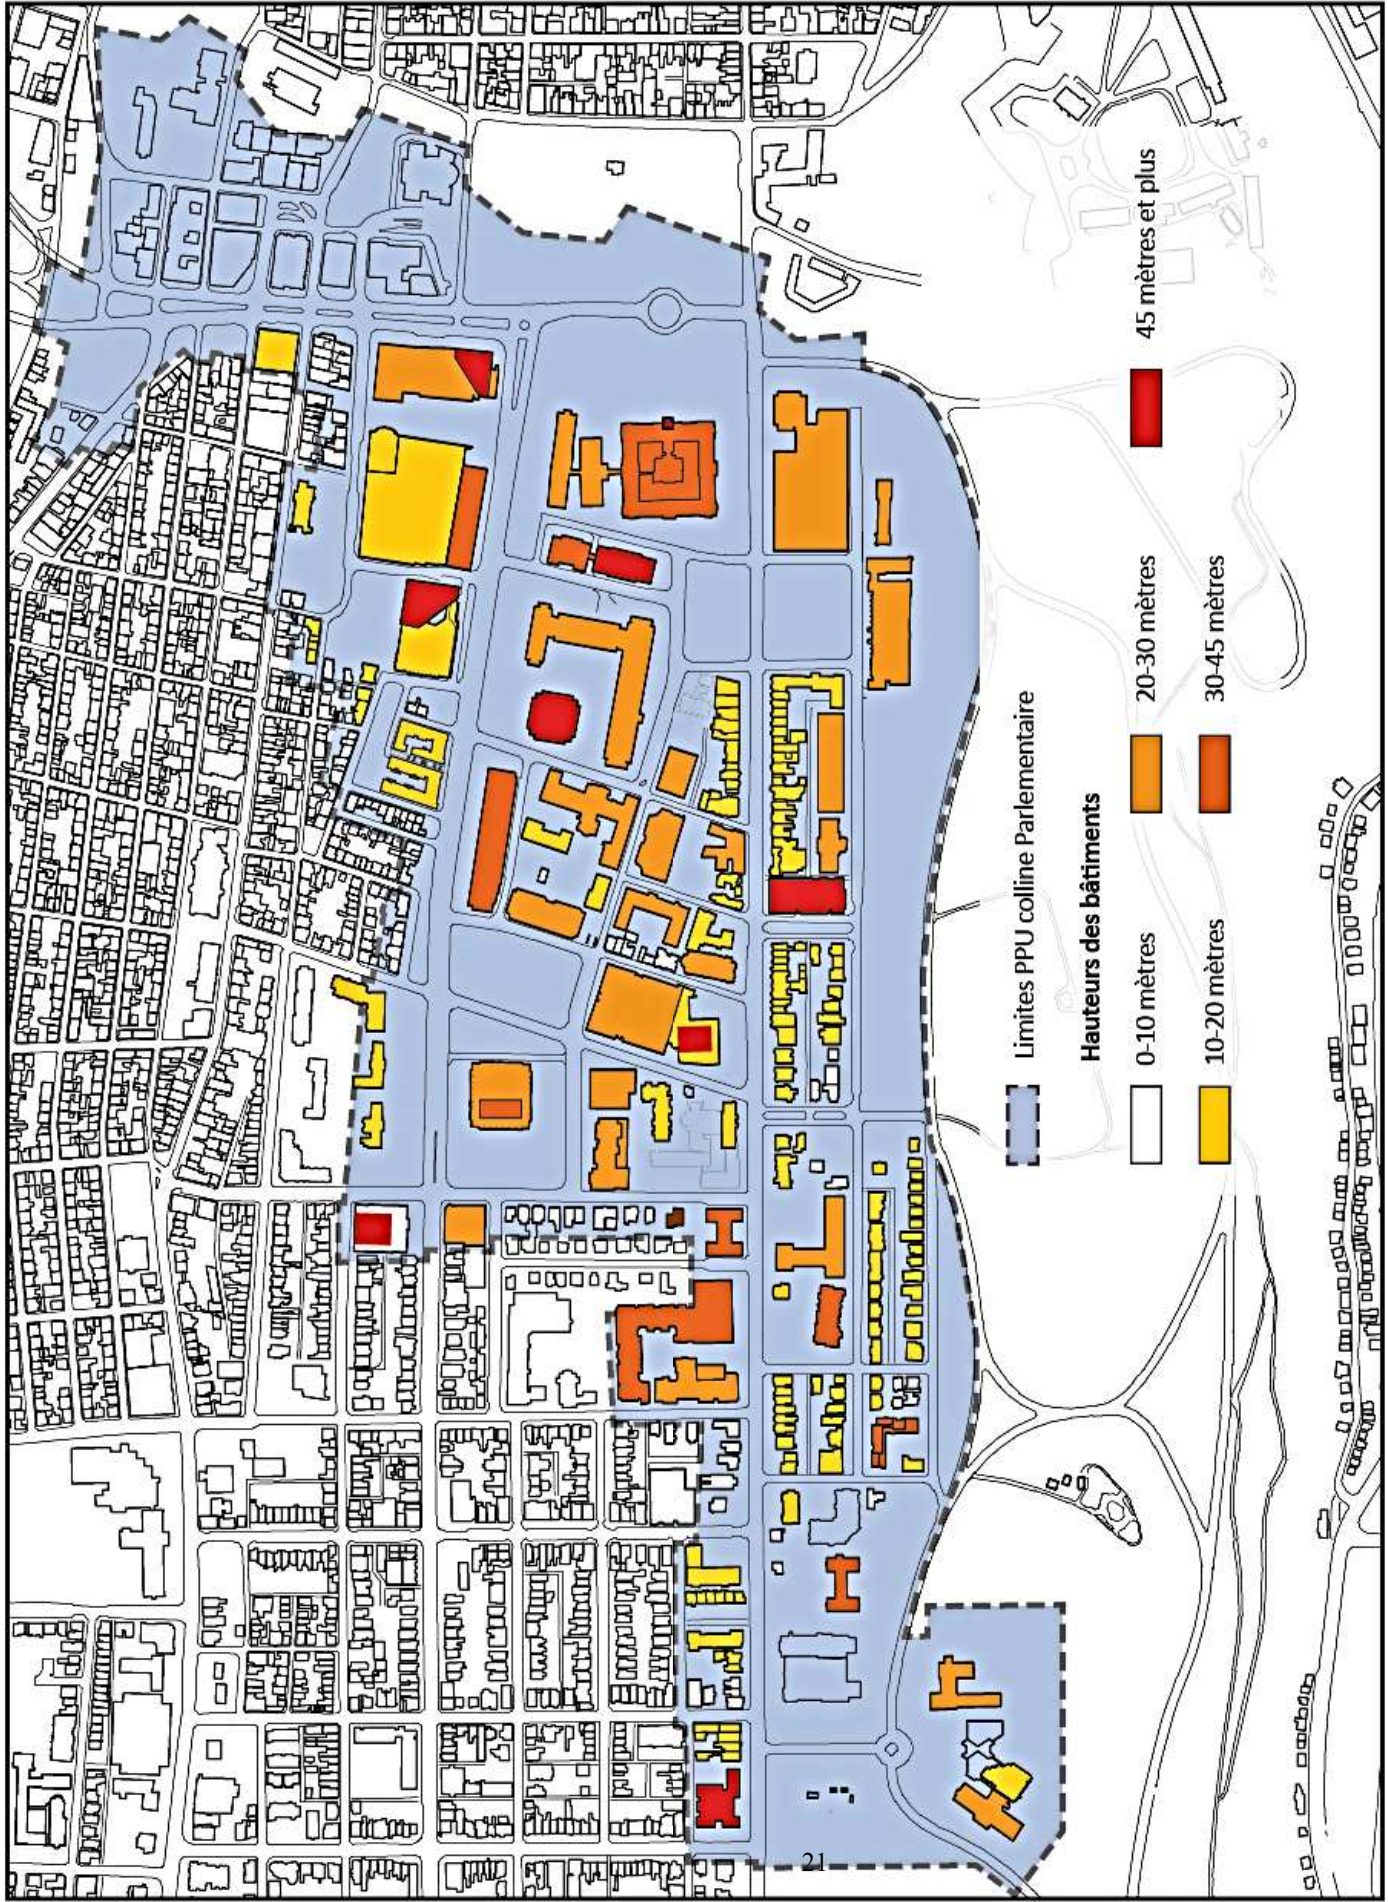 Limites PPU colline Parlementaire
Hauteurs des bâtiments
0-10 mètres
20-30 mètres
45 mètres et plus
10-20 mètres
30-45 mètres
21